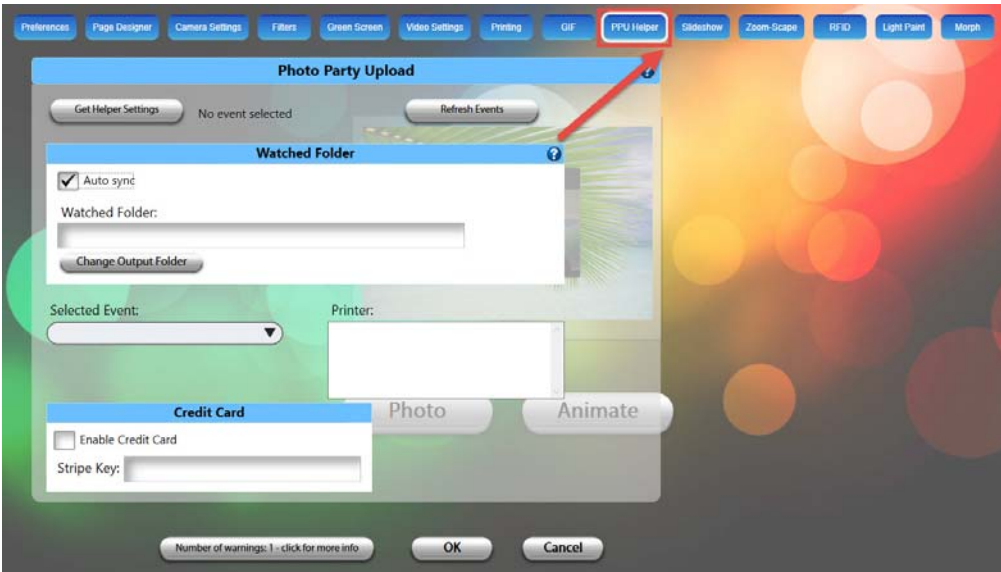 Preferences Page Designer Camera Settings Filters Green Screen Video Settings Printing GIF PPU Helper Slideshow Zoom-Scape RFID Light Paint Morph
Photo Party Upload ?
Get Helper Settings No event selected Refresh Events
Watched Folder ?
Auto sync
Watched Folder:
Change Output Folder
Selected Event: Printer:
Photo Animate
Credit Card
Enable Credit Card
Stripe Key:
Number of warnings: 1 - click for more info OK Cancel